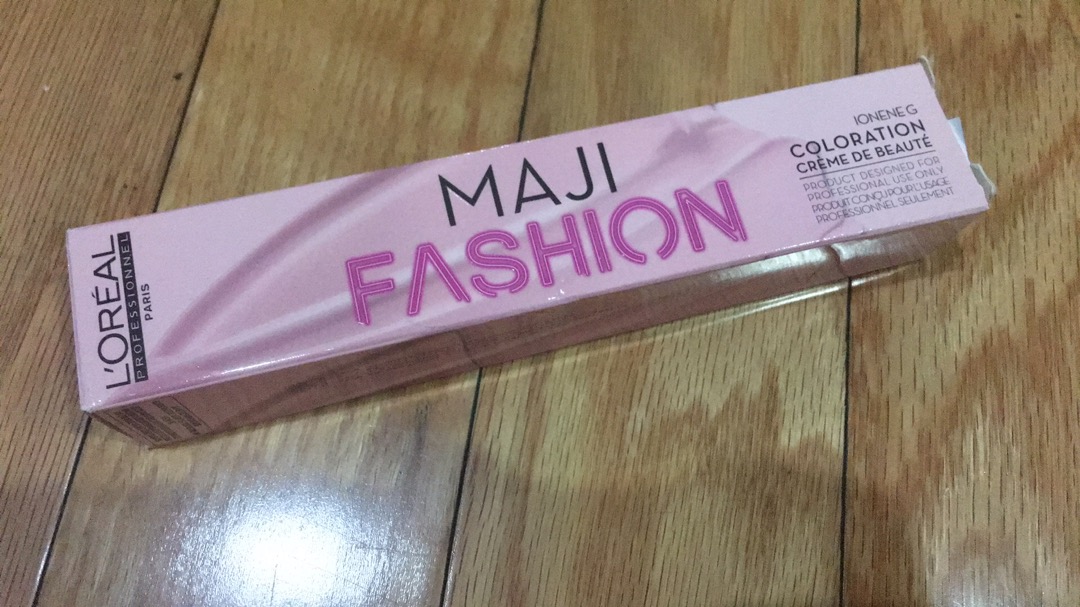 L'ORÉAL
PROFESSIONNEL
PARIS
MAJI
FASHION
IONENE G
COLORATION
CRÈME DE BEAUTÉ
PRODUCT DESIGNED FOR
PROFESSIONAL USE ONLY
PRODUIT CONÇU POUR L'USAGE
PROFESSIONNEL SEULEMENT